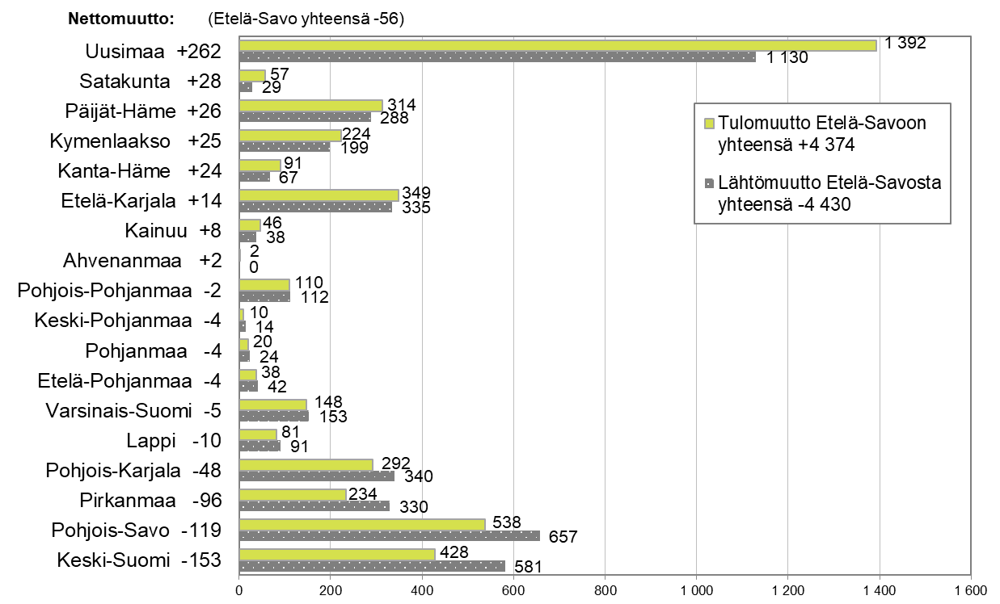 Nettomuutto: (Etelä-Savo yhteensä -56)
Uusimaa +262 1 392
1 130
Satakunta +28 57
29
Päijät-Häme +26 314
288
Kymenlaakso +25 224
199
Kanta-Häme +24 91
67
Etelä-Karjala +14 349
335
Kainuu +8 46
38
Ahvenanmaa +2 2
0
Pohjois-Pohjanmaa -2 110
112
Keski-Pohjanmaa -4 10
14
Pohjanmaa -4 20
24
Etelä-Pohjanmaa -4 38
42
Varsinais-Suomi -5 148
153
Lappi -10 81
91
Pohjois-Karjala -48 292
340
Pirkanmaa -96 234
330
Pohjois-Savo -119 538
657
Keski-Suomi -153 428
581
Tulomuutto Etelä-Savoon
yhteensä +4 374
Lähtömuutto Etelä-Savosta
yhteensä -4 430
0 200 400 600 800 1 000 1 200 1 400 1 600